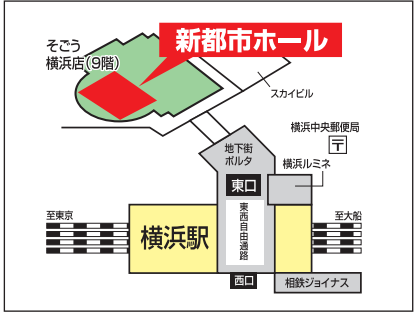 新都市ホール
そごう
横浜店(9階)
スカイビル
横浜中央郵便局
〒
地下街
ポルタ
横浜ルミネ
東口
至東京
至大船
横浜駅
東西自由通路
西口
相鉄ジョイナス